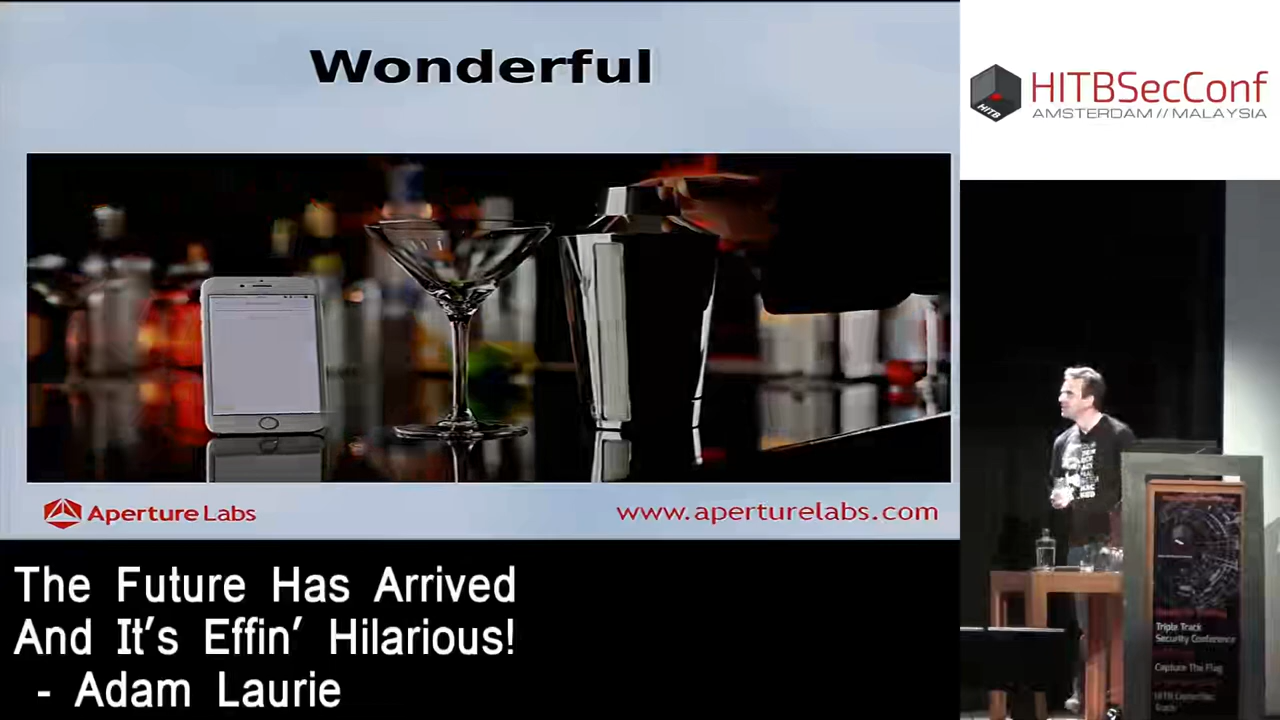 Wonderful
HITBSecConf
AMSTERDAM // MALAYSIA
HITB
Aperture Labs
www.aperturelabs.com
The Future Has Arrived
And It's Effin' Hilarious!
- Adam Laurie
Triple Track
Security Conference
Capture The Flag